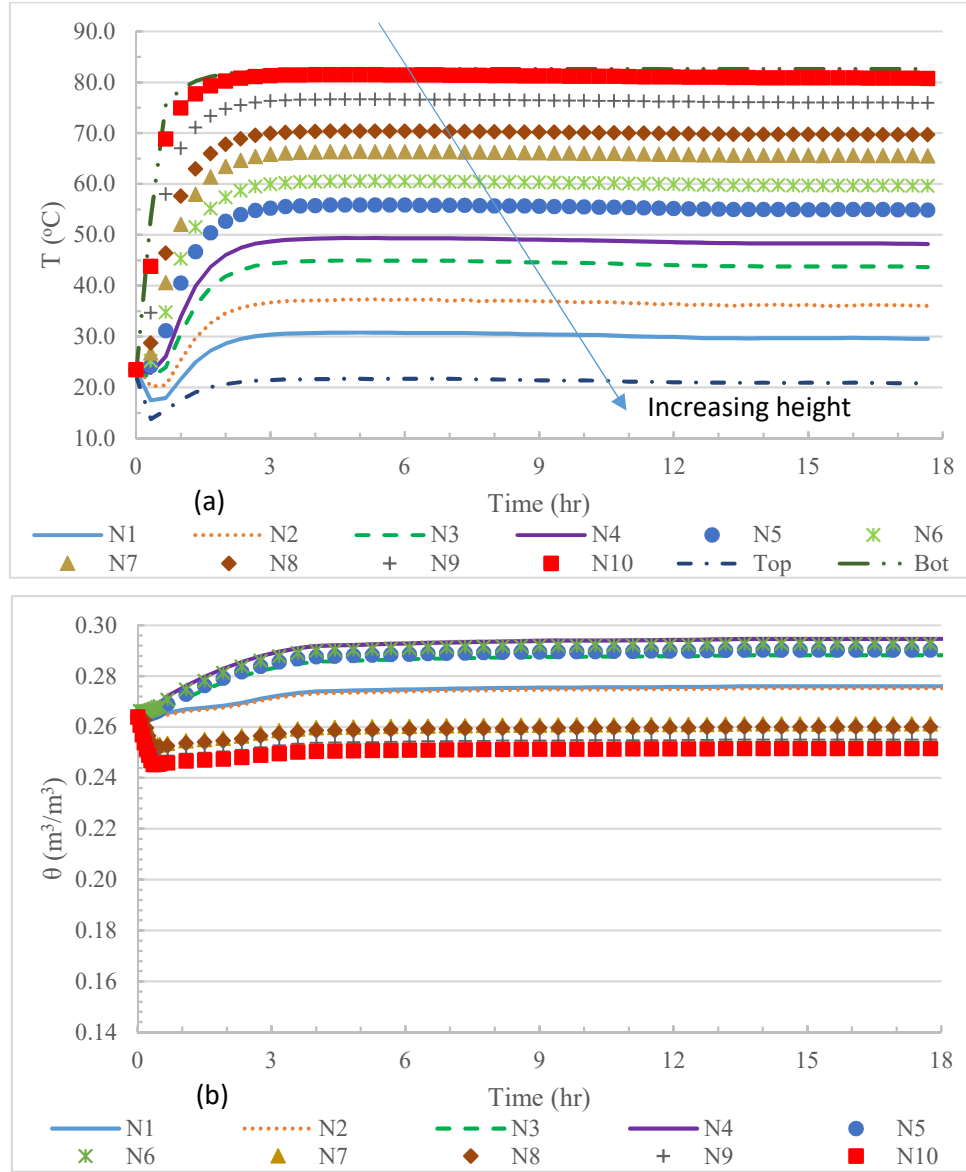 90.0
80.0
70.0
60.0
50.0
40.0
30.0
20.0
10.0
T (°C)
Increasing height
0 3 6 9 12 15 18
(a) Time (hr)
N1 N2 N3 N4 N5 N6
N7 N8 N9 N10 Top Bot
0.30
0.28
0.26
0.24
0.22
0.20
0.18
0.16
0.14
θ (m³/m³)
0 3 6 9 12 15 18
(b) Time (hr)
N1 N2 N3 N4 N5
N6 N7 N8 N9 N10